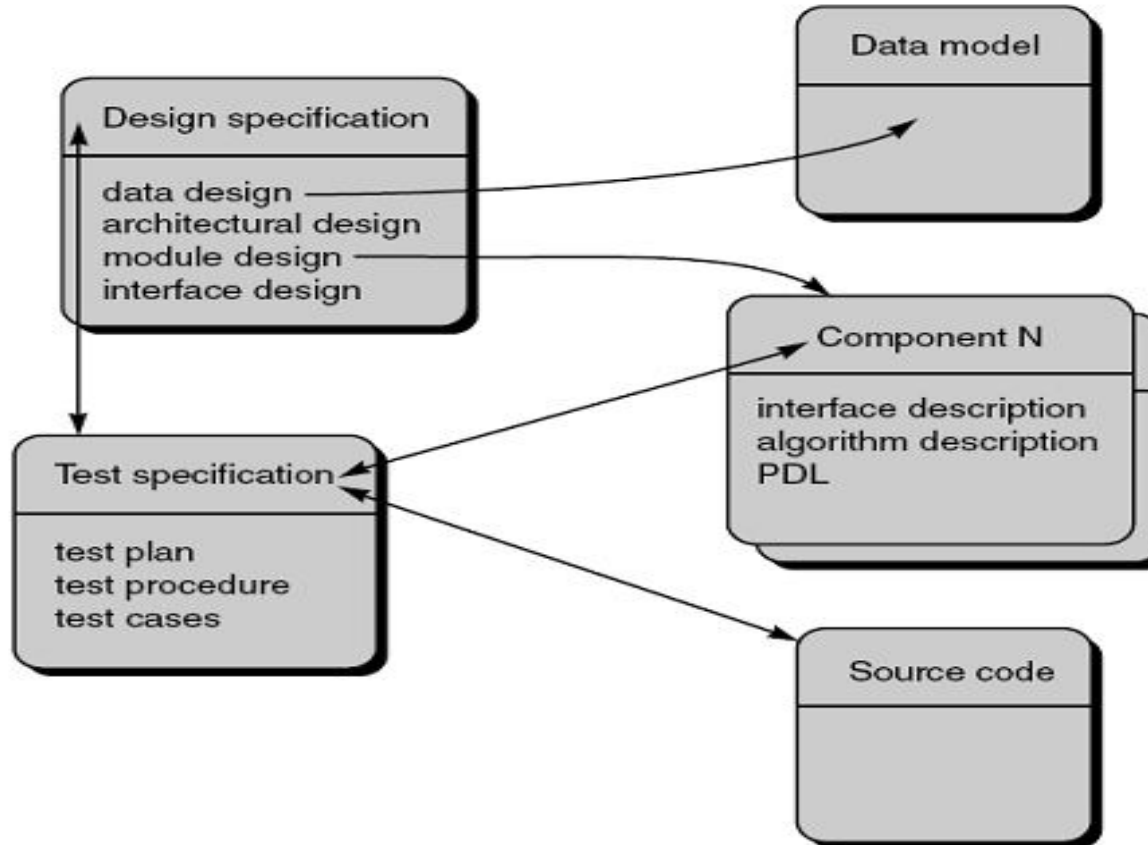 Design specification
data design
architectural design
module design
interface design
Data model
Component N
interface description
algorithm description
PDL
Test specification
test plan
test procedure
test cases
Source code